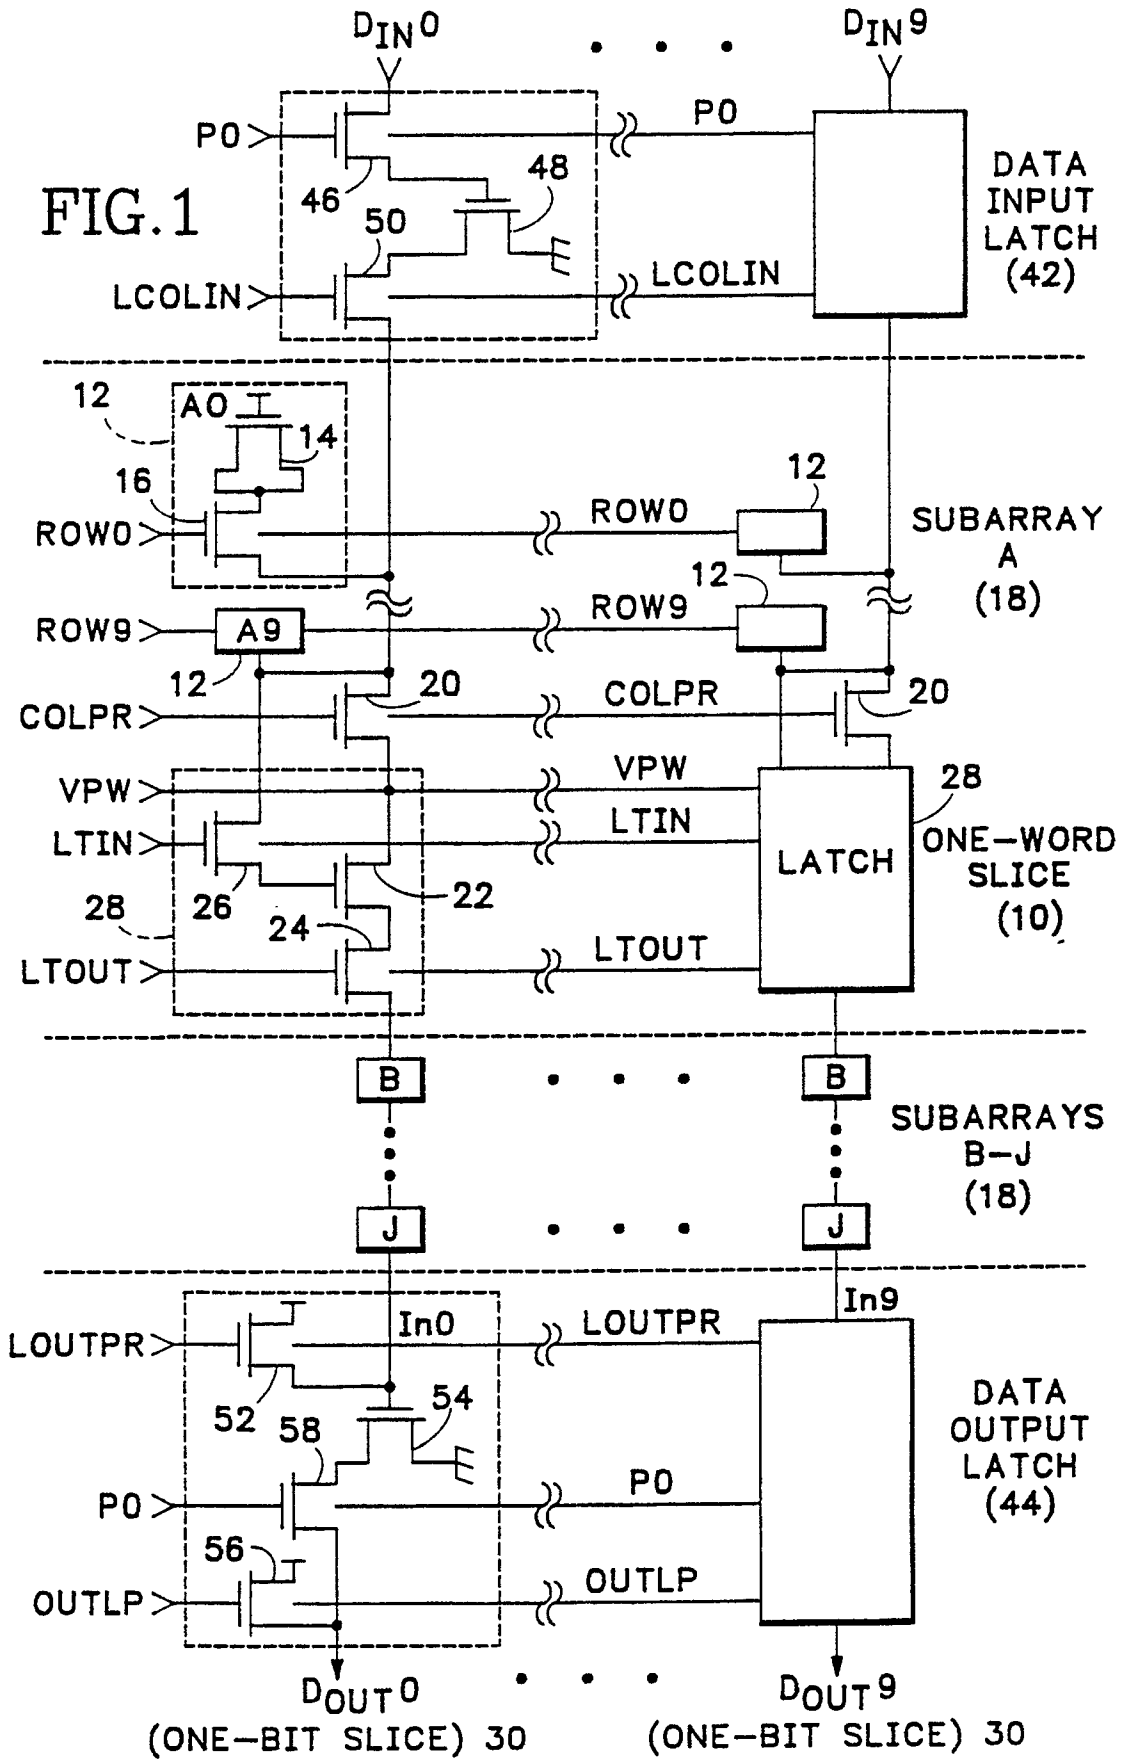 DIN0
DIN9
P0
P0
46
48
DATA
INPUT
LATCH
(42)
FIG.1
50
LCOLIN
LCOLIN
12
A0
14
16
12
ROW0
ROW0
SUBARRAY
A
(18)
12
ROW9
A9
ROW9
12
20
20
COLPR
COLPR
VPW
VPW
28
LTIN
LTIN
LATCH
ONE-WORD
SLICE
(10)
26
22
28
24
LTOUT
LTOUT
B
B
SUBARRAYS
B-J
(18)
J
J
In0
In9
LOUTPR
LOUTPR
52
54
DATA
OUTPUT
LATCH
(44)
58
P0
P0
56
OUTLP
OUTLP
DOUT0
DOUT9
(ONE-BIT SLICE) 30
(ONE-BIT SLICE) 30